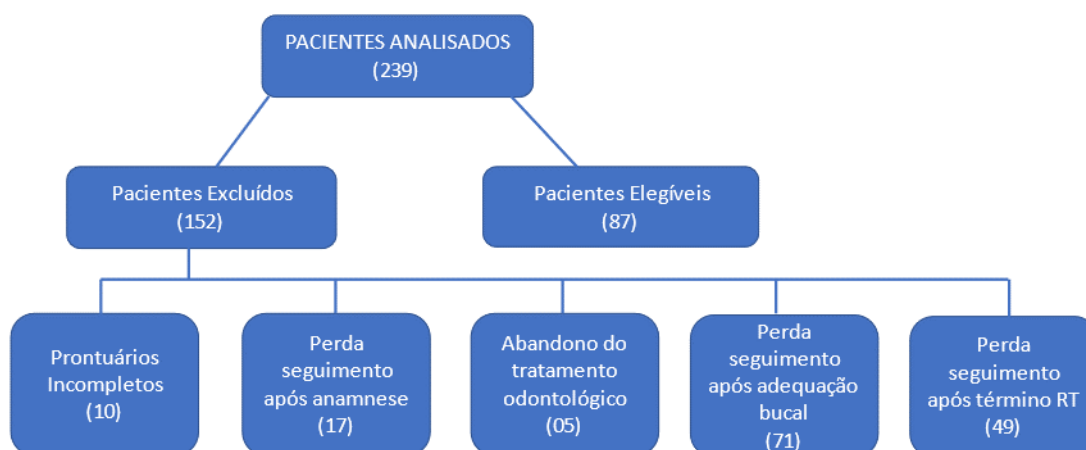 PACIENTES ANALISADOS
(239)
Pacientes Excluídos
(152)
Pacientes Elegíveis
(87)
Prontuários
Incompletos
(10)
Perda
seguimento
após anamnese
(17)
Abandono do
tratamento
odontológico
(05)
Perda
seguimento
após adequação
bucal
(71)
Perda
seguimento
após término RT
(49)